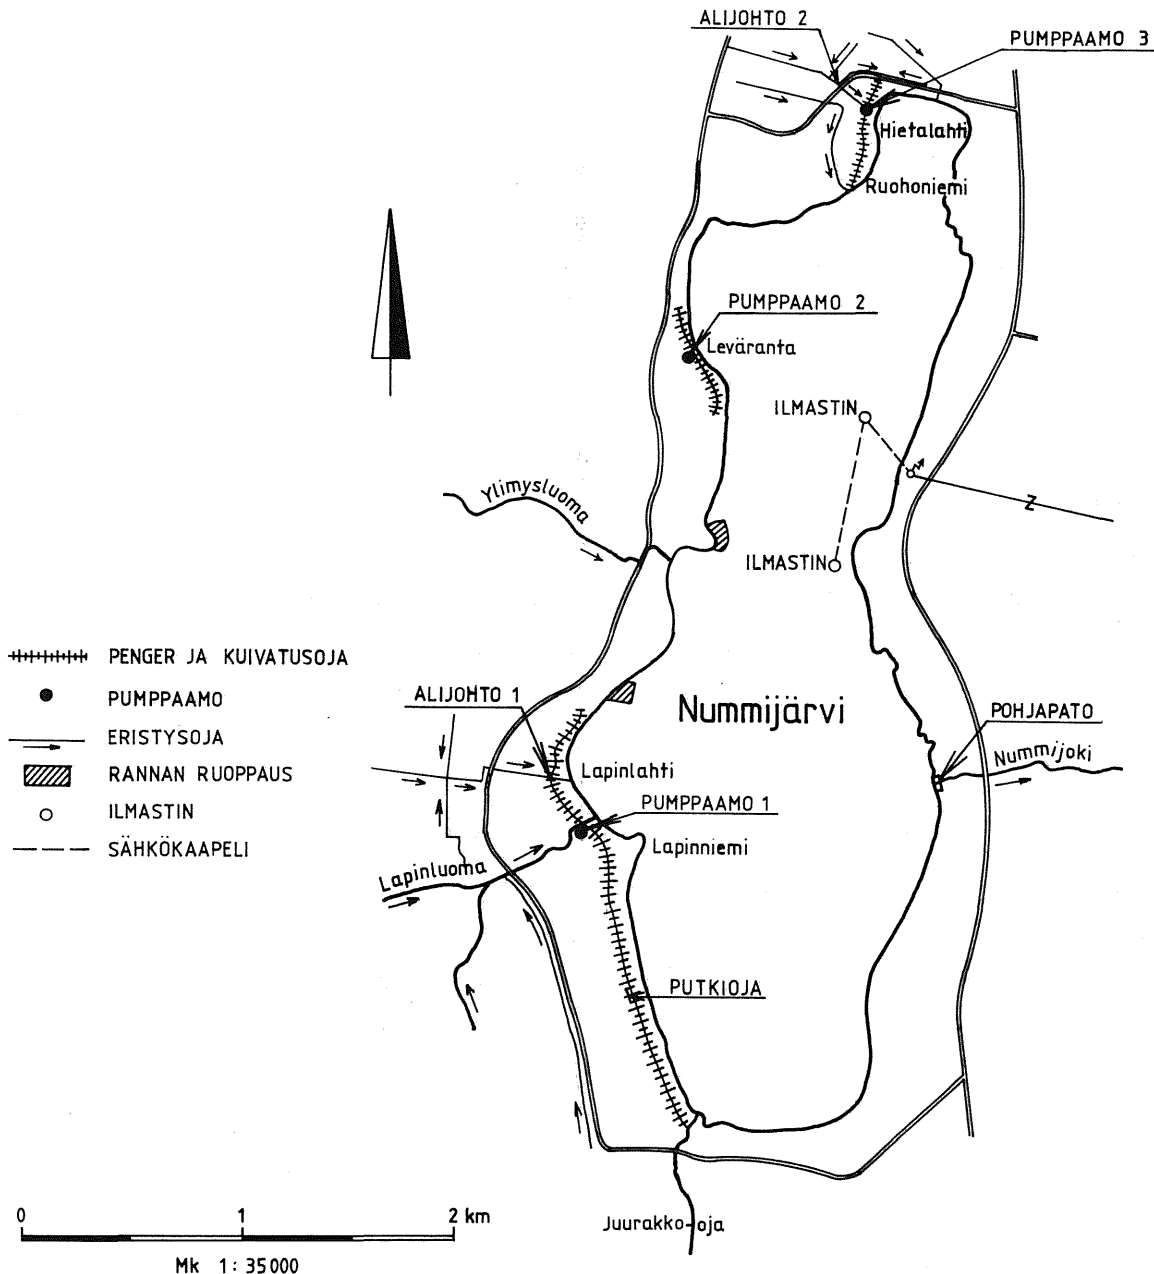 ALIJOHTO 2
PUMPPAAMO 3
Hietalahti
Ruohoniemi
PUMPPAAMO 2
Leväranta
ILMASTIN
Ylimysluoma
Z
ILMASTIN
PENGER JA KUIVATUSOJA
PUMPPAAMO
ERISTYSOJA
RANNAN RUOPPAUS
ILMASTIN
SÄHKÖKAAPELI
ALIJOHTO 1
Nummijärvi
POHJAPATO
Nummijoki
Lapinlahti
PUMPPAAMO 1
Lapinniemi
Lapinluoma
PUTKIOJA
Juurakko-oja
0 1 2 km
Mk 1:35000